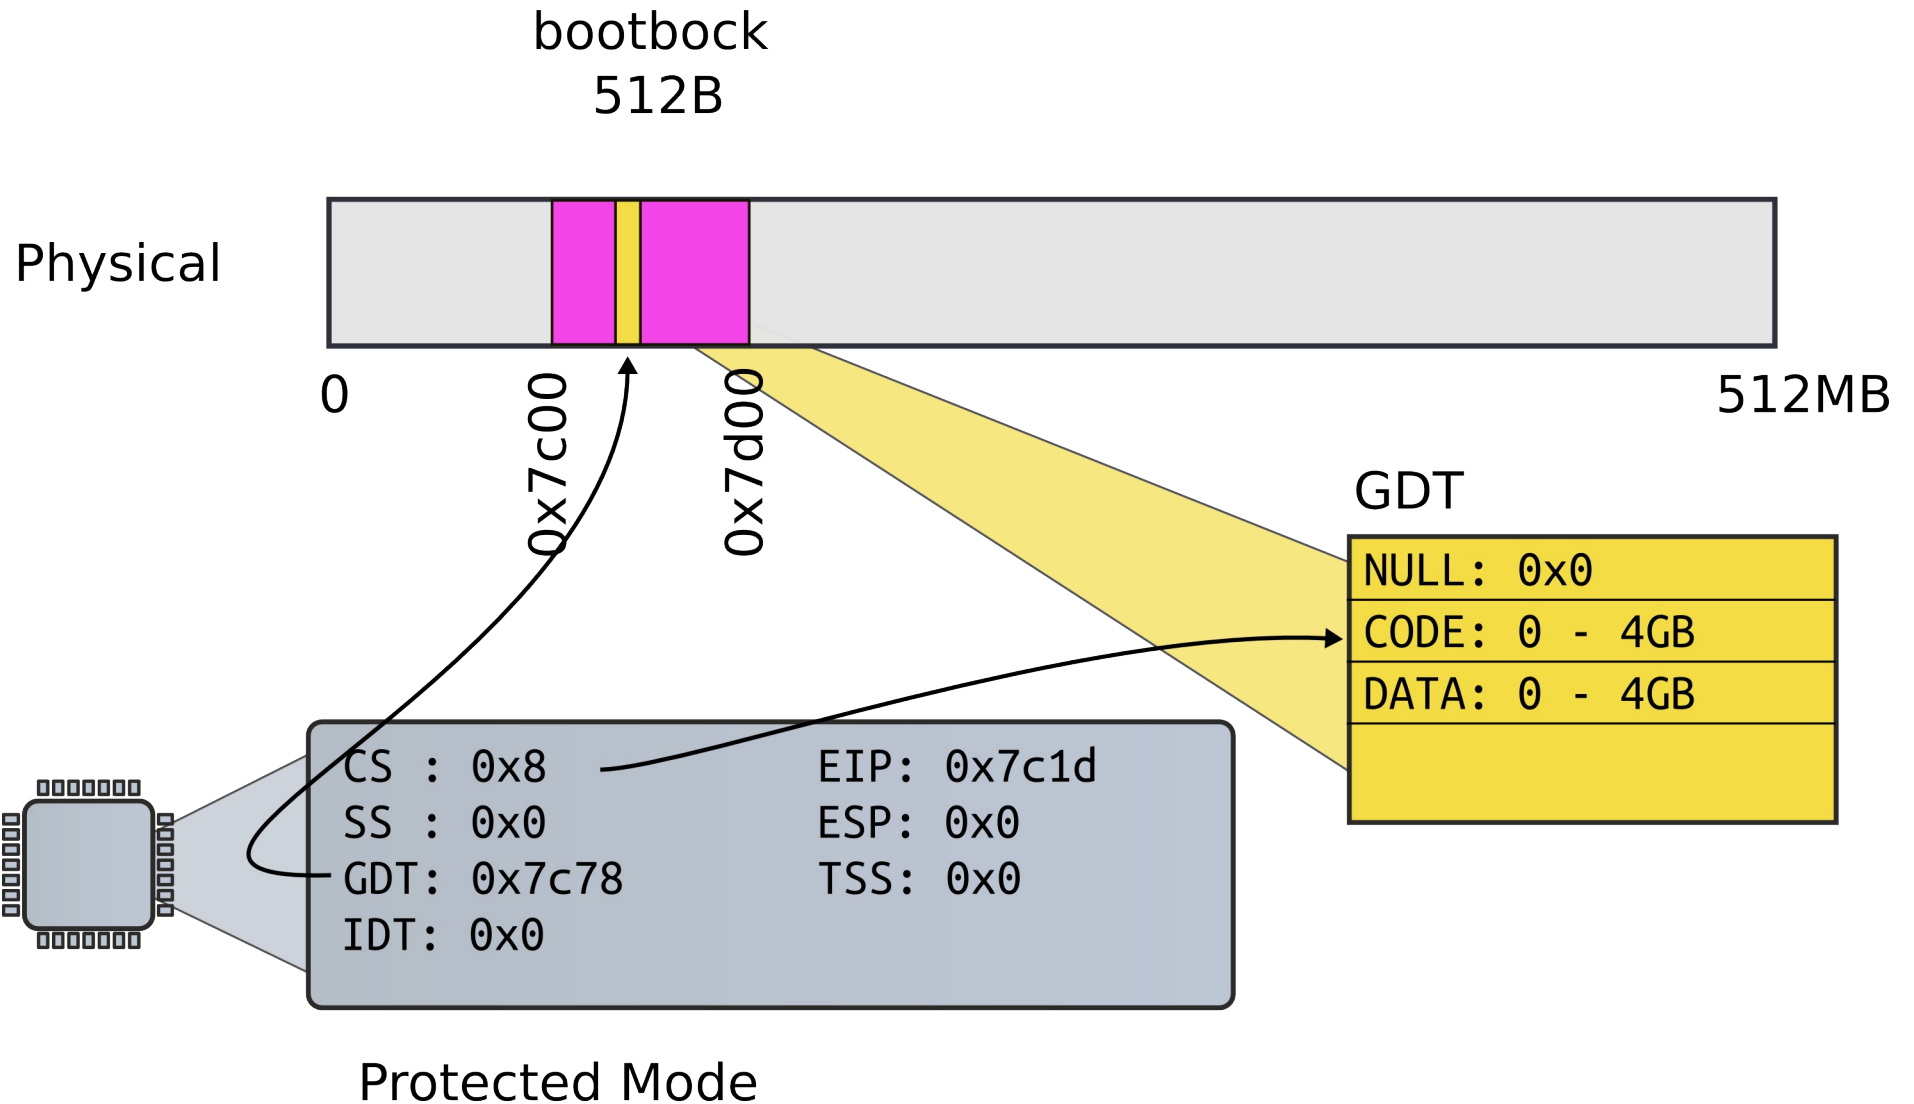 bootbock
512B
Physical
0
0x7c00
0x7d00
512MB
GDT
NULL: 0x0
CODE: 0 - 4GB
DATA: 0 - 4GB
CS : 0x8
SS : 0x0
GDT: 0x7c78
IDT: 0x0
EIP: 0x7c1d
ESP: 0x0
TSS: 0x0
Protected Mode